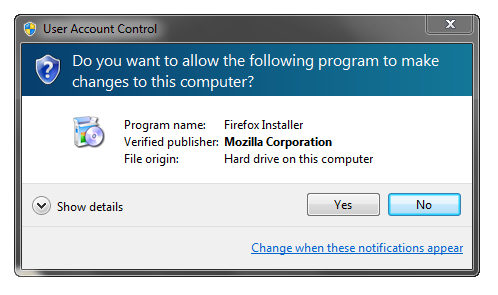 User Account Control
Do you want to allow the following program to make
changes to this computer?
Program name: Firefox Installer
Verified publisher: Mozilla Corporation
File origin: Hard drive on this computer
Show details
Yes No
Change when these notifications appear